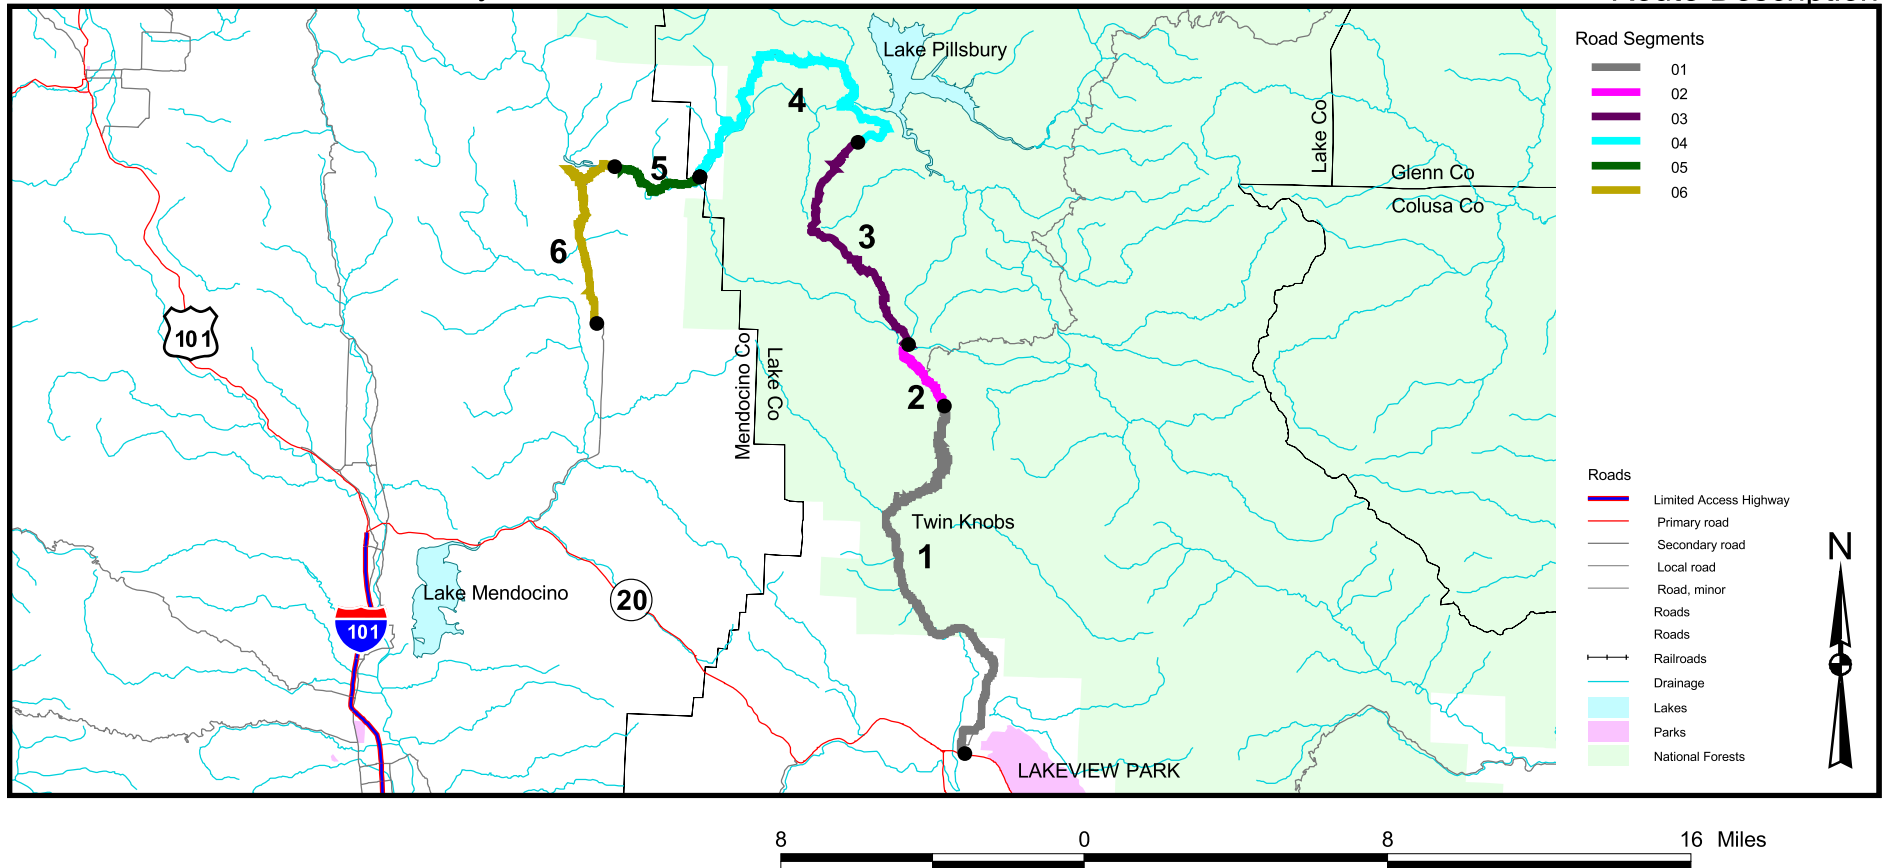 Lake Pillsbury
Road Segments
01
02
03
04
05
06
4
5
Lake Co
Glenn Co
Colusa Co
3
6
101
Mendocino Co
Lake Co
2
Twin Knobs
1
Lake Mendocino
20
101
LAKEVIEW PARK
Roads
Limited Access Highway
Primary road
Secondary road
Local road
Road, minor
Roads
Roads
Railroads
Drainage
Lakes
Parks
National Forests
N
8 0 8 16 Miles